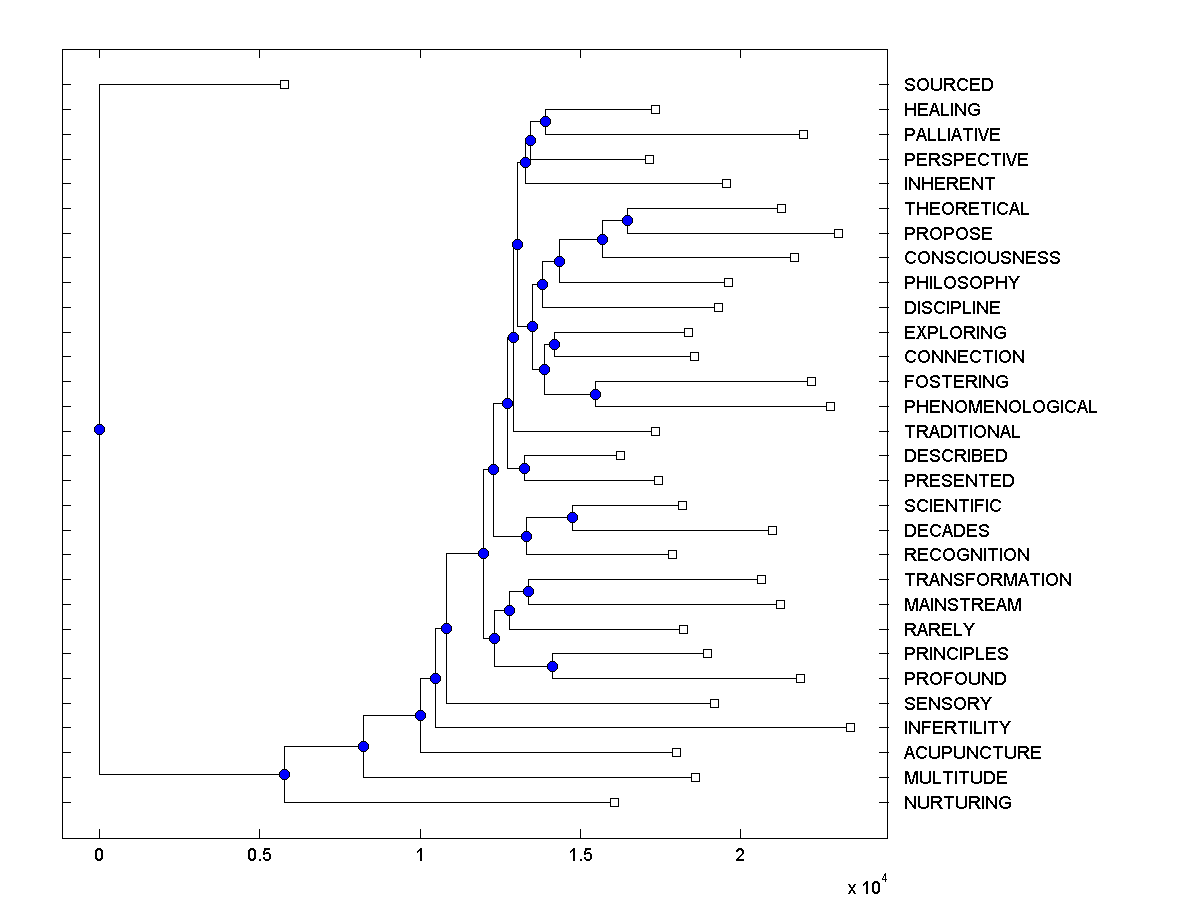 SOURCED
HEALING
PALLIATIVE
PERSPECTIVE
INHERENT
THEORETICAL
PROPOSE
CONSCIOUSNESS
PHILOSOPHY
DISCIPLINE
EXPLORING
CONNECTION
FOSTERING
PHENOMENOLOGICAL
TRADITIONAL
DESCRIBED
PRESENTED
SCIENTIFIC
DECADES
RECOGNITION
TRANSFORMATION
MAINSTREAM
RARELY
PRINCIPLES
PROFOUND
SENSORY
INFERTILITY
ACUPUNCTURE
MULTITUDE
NURTURING
0 0.5 1 1.5 2
x 10^4